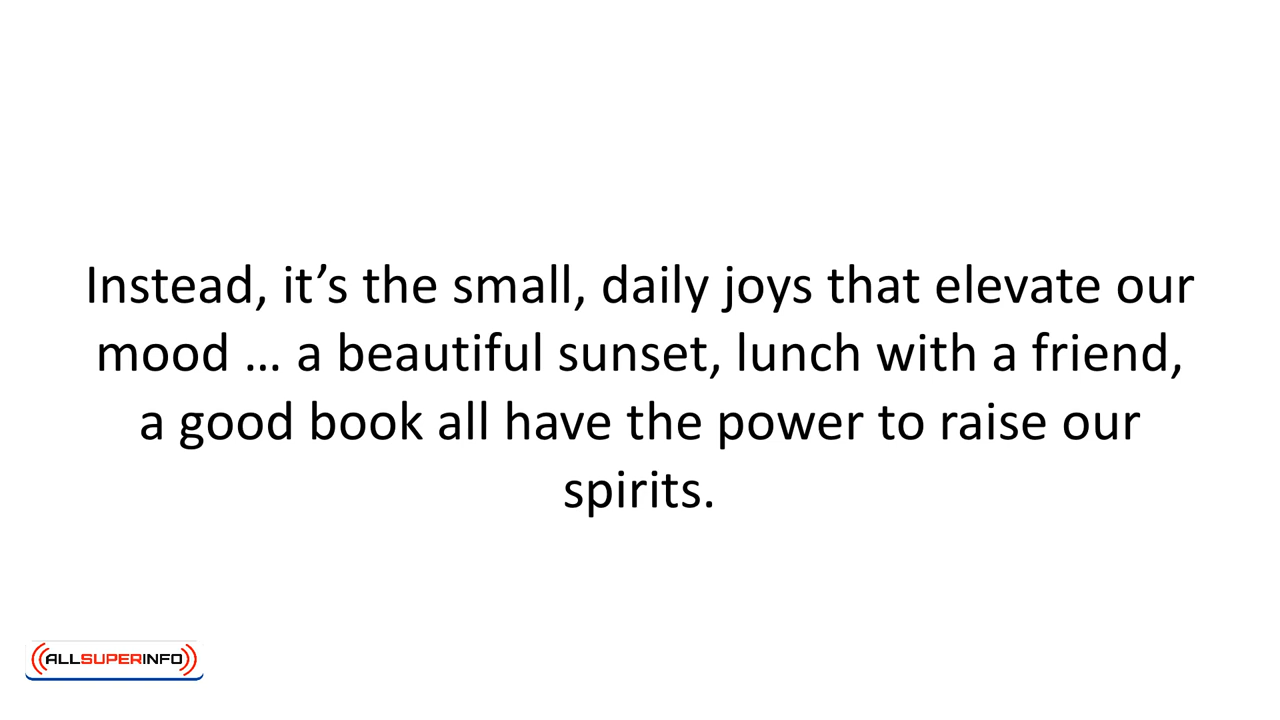 Instead, it’s the small, daily joys that elevate our
mood … a beautiful sunset, lunch with a friend,
a good book all have the power to raise our
spirits.
ALLSUPERINFO